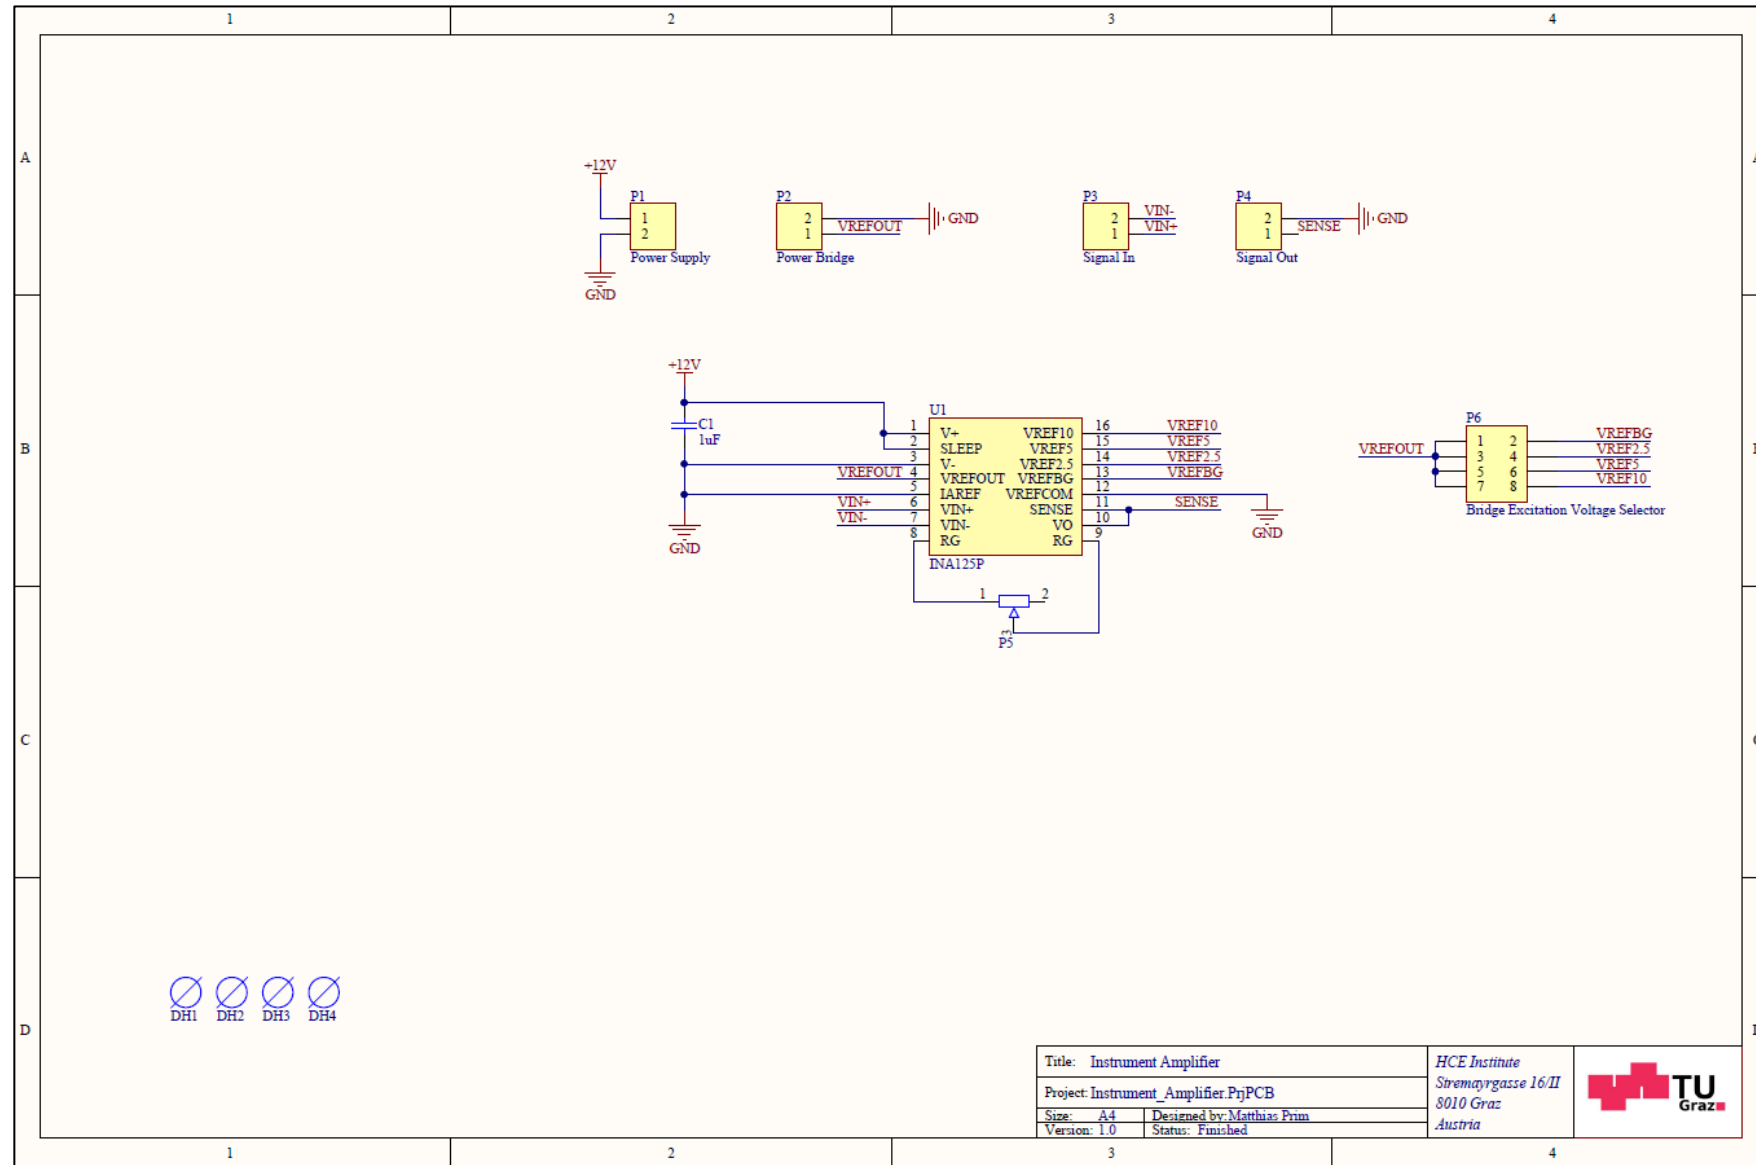 1 2 3 4
A
+12V
P1 P2 P3 P4
1 2 GND 2 VIN- 2 GND
2 1 VREFOUT 1 VIN+ 1 SENSE
Power Supply Power Bridge Signal In Signal Out
GND
+12V
U1
C1
1uF
1 V+ VREF10 16 VREF10
2 SLEEP VREF5 15 VREF5
3 V- VREF2.5 14 VREF2.5
VREFOUT 4 VREFOUT VREFBG 13 VREFBG
5 IAREF VREFCOM 12
VIN+ 6 VIN+ SENSE 11 SENSE
VIN- 7 VIN- VO 10
8 RG RG 9
GND
GND
INA125P
1 2
3
P5
B
P6
1 2 VREFBG
VREFOUT 3 4 VREF2.5
5 6 VREF5
7 8 VREF10
Bridge Excitation Voltage Selector
C
DH1 DH2 DH3 DH4
D
Title: Instrument Amplifier
Project: Instrument_Amplifier.PrjPCB
Size: A4 Designed by: Matthias Prim
Version: 1.0 Status: Finished
HCE Institute
Stremayrgasse 16/II
8010 Graz
Austria
TU
Graz
1 2 3 4